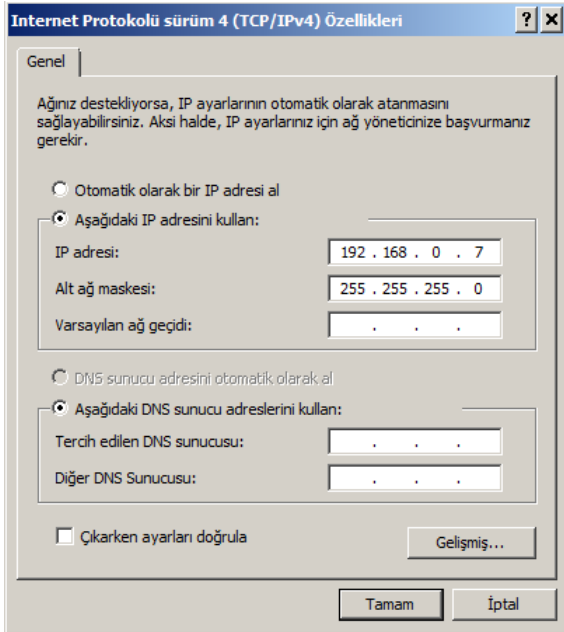 Internet Protokolü sürüm 4 (TCP/IPv4) Özellikleri
Genel
Ağınız destekliyorsa, IP ayarlarının otomatik olarak atanmasını
sağlayabilirsiniz. Aksi halde, IP ayarlarınız için ağ yöneticinize başvurmanız
gerekir.
Otomatik olarak bir IP adresi al
Aşağıdaki IP adresini kullan:
IP adresi: 192 . 168 . 0 . 7
Alt ağ maskesi: 255 . 255 . 255 . 0
Varsayılan ağ geçidi: . . .
DNS sunucu adresini otomatik olarak al
Aşağıdaki DNS sunucu adreslerini kullan:
Tercih edilen DNS sunucusu: . . .
Diğer DNS Sunucusu: . . .
Çıkarken ayarları doğrula
Gelişmiş...
Tamam İptal